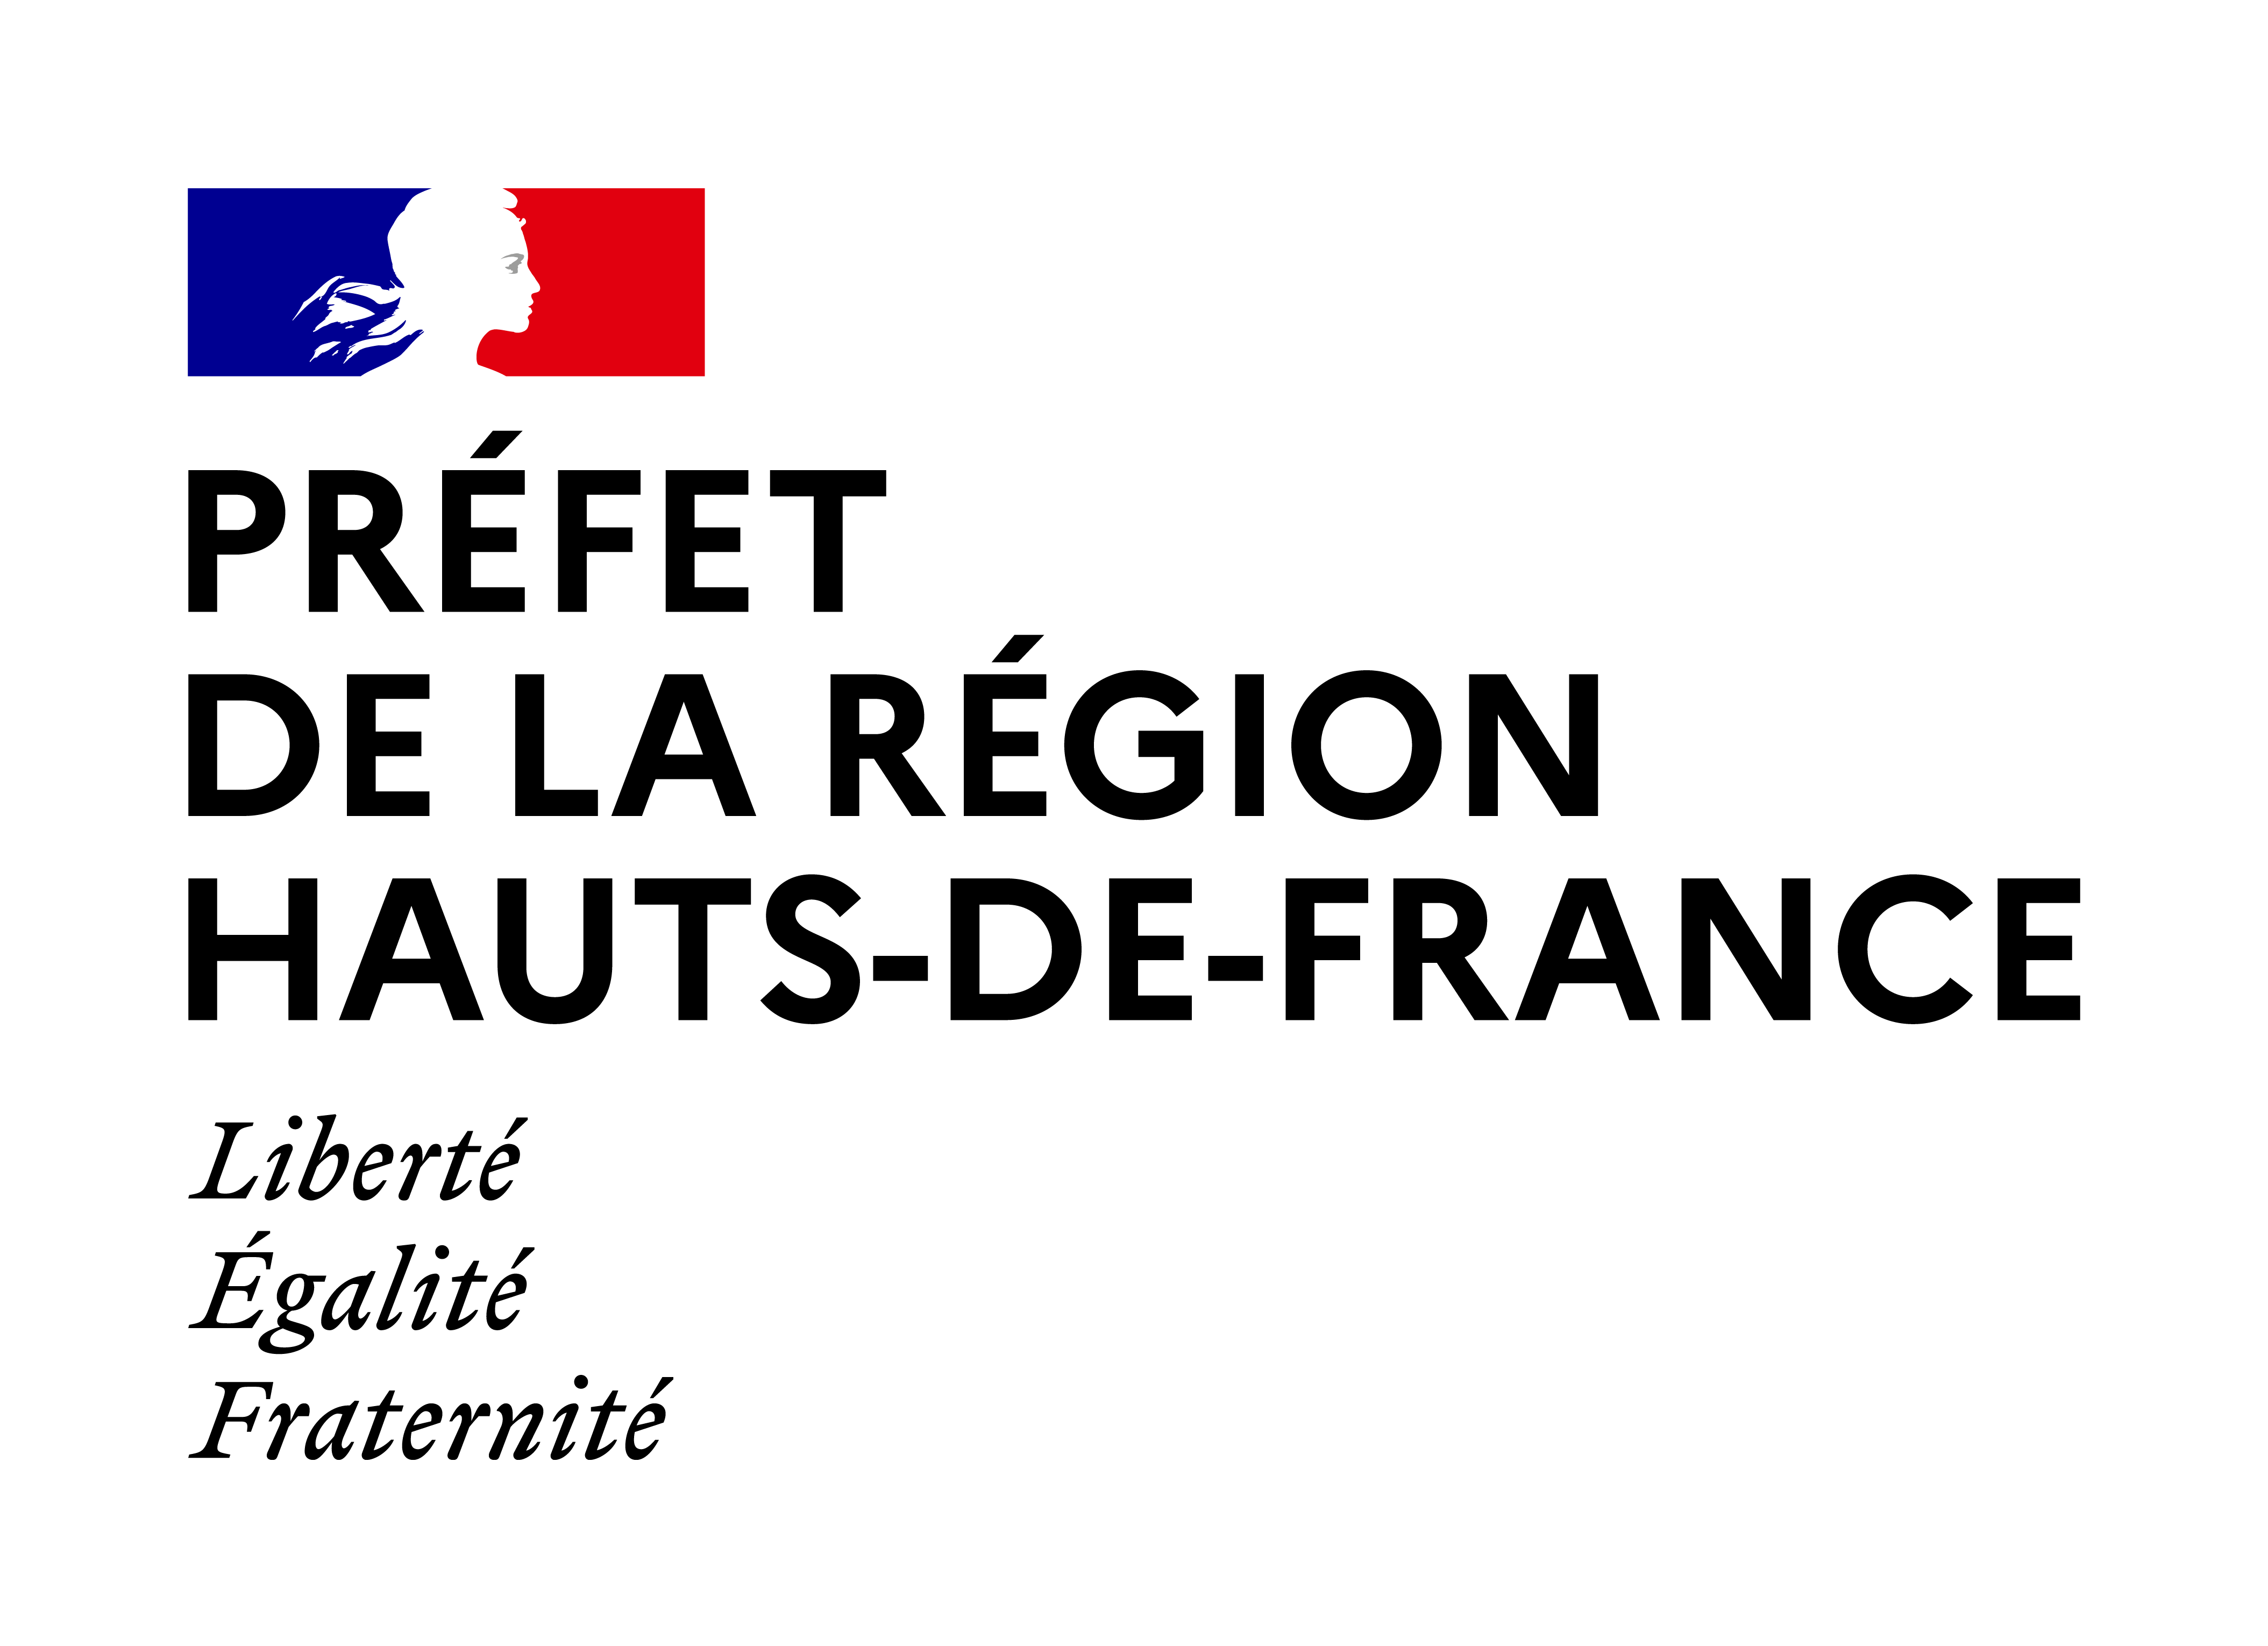 PRÉFET
DE LA RÉGION
HAUTS-DE-FRANCE
Liberté
Égalité
Fraternité